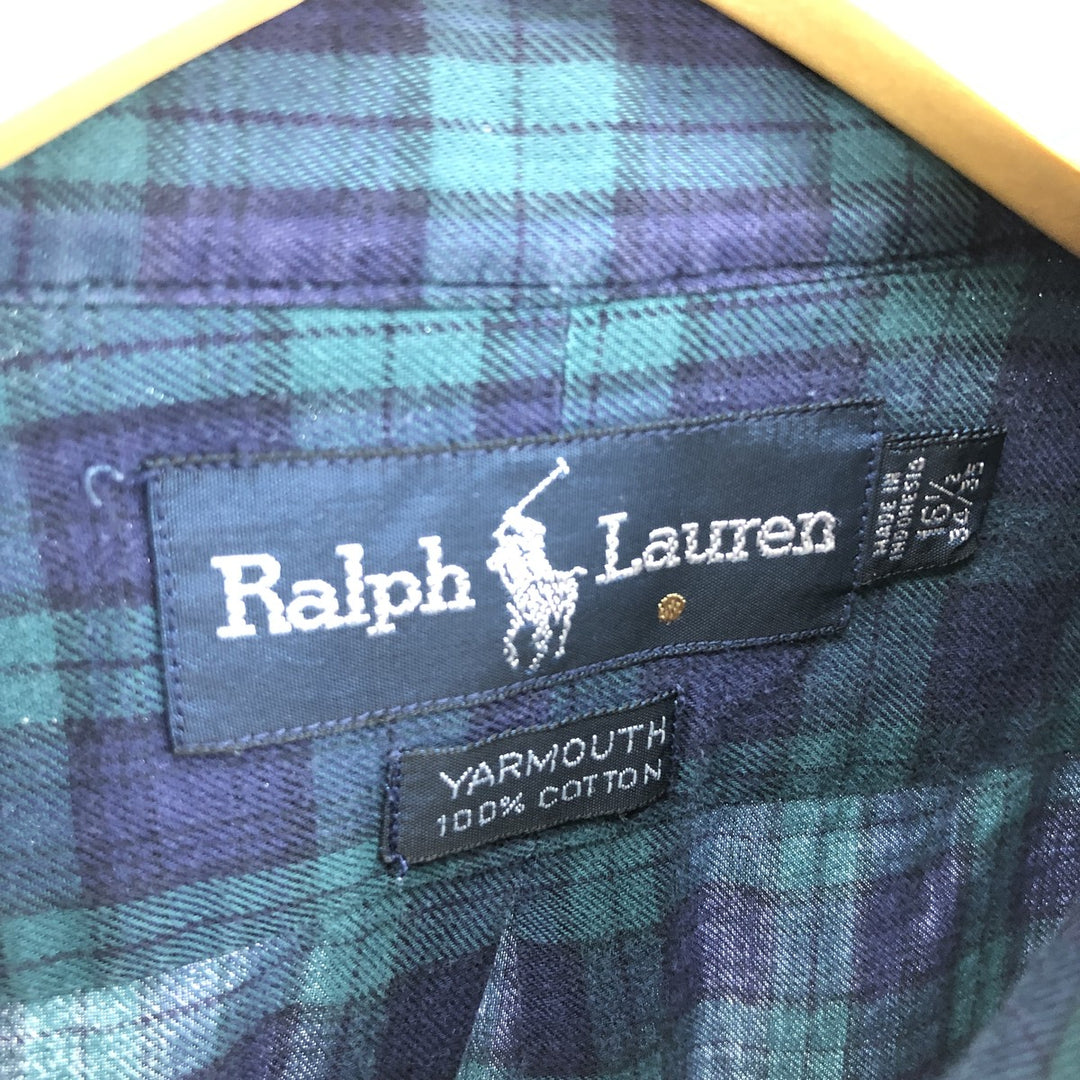 Ralph Lauren
MADE IN
INDONESIA
16 1/2
34/35
YARMOUTH
100% COTTON